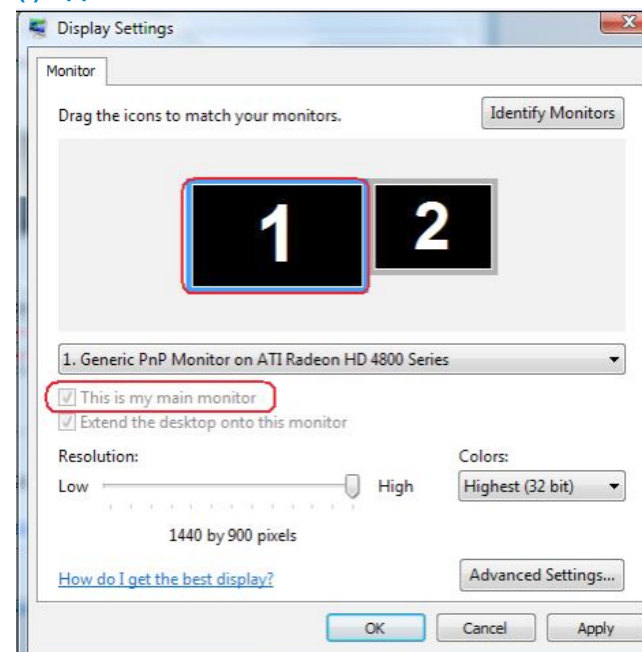 Display Settings
Monitor
Drag the icons to match your monitors.
Identify Monitors
1
2
1. Generic PnP Monitor on ATI Radeon HD 4800 Series
This is my main monitor
Extend the desktop onto this monitor
Resolution:
Colors:
Low
High
Highest (32 bit)
1440 by 900 pixels
How do I get the best display?
Advanced Settings...
OK
Cancel
Apply